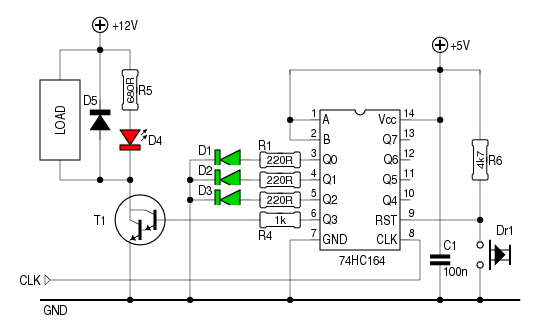 +12V
+5V
D5
680R
R5
LOAD
D4
D1
R1
1
A
Vcc
14
2
B
Q7
13
220R
3
Q0
Q6
12
4k7
R6
D2
220R
4
Q1
Q5
11
D3
220R
5
Q2
Q4
10
T1
1k
6
Q3
RST
9
R4
7
GND
CLK
8
Dr1
74HC164
C1
100n
CLK
GND